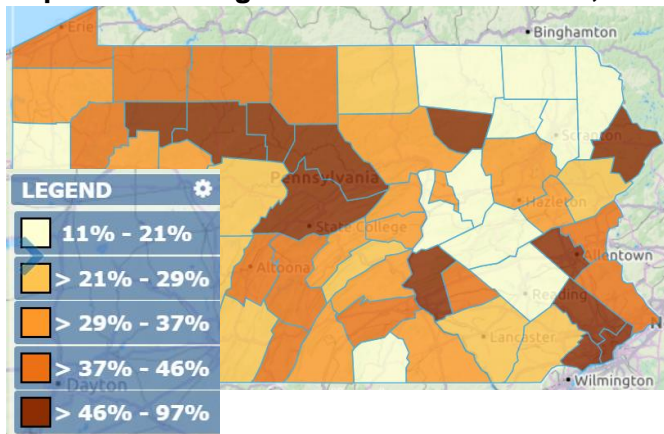 Erie
Binghamton
Scranton
Pennsylvania
Hazleton
State College
Allentown
Altoona
Reading
Lancaster
N
Wilmington
Dayton
LEGEND
11% - 21%
> 21% - 29%
> 29% - 37%
> 37% - 46%
> 46% - 97%